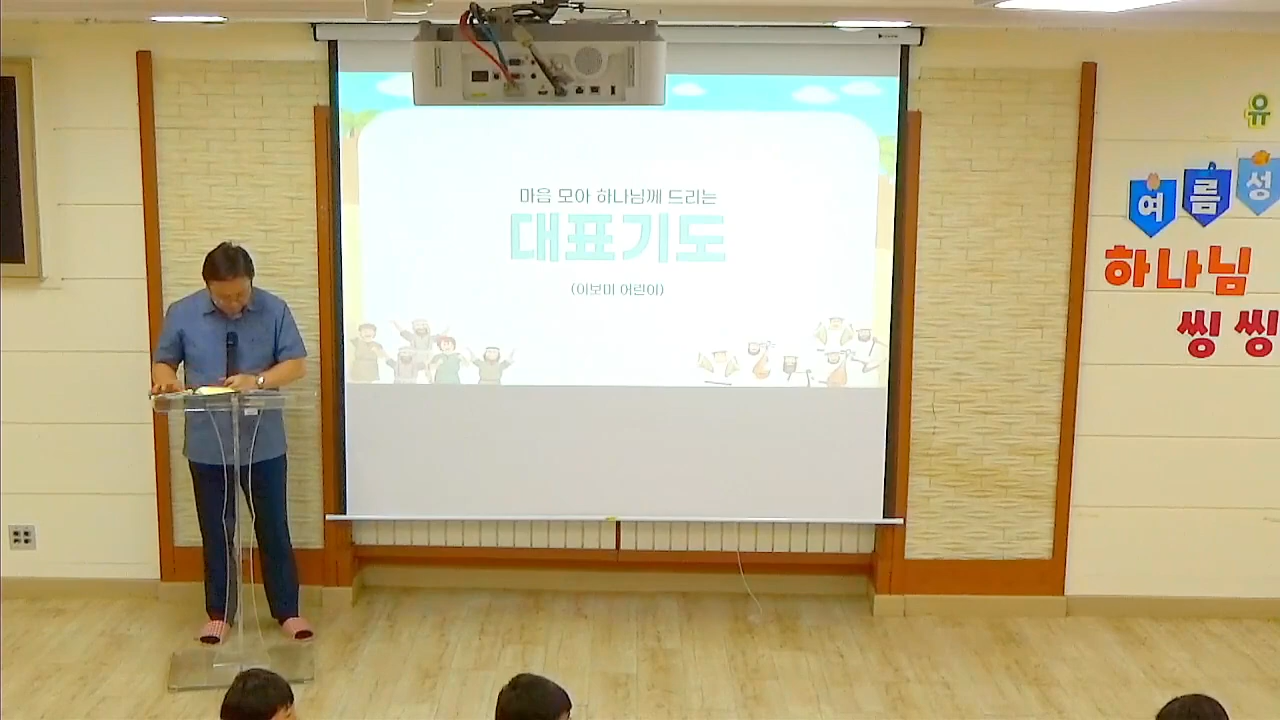 마음 모아 하나님께 드리는
대표기도
(이보미 어린이)
유
여름성
하나님
씽씽